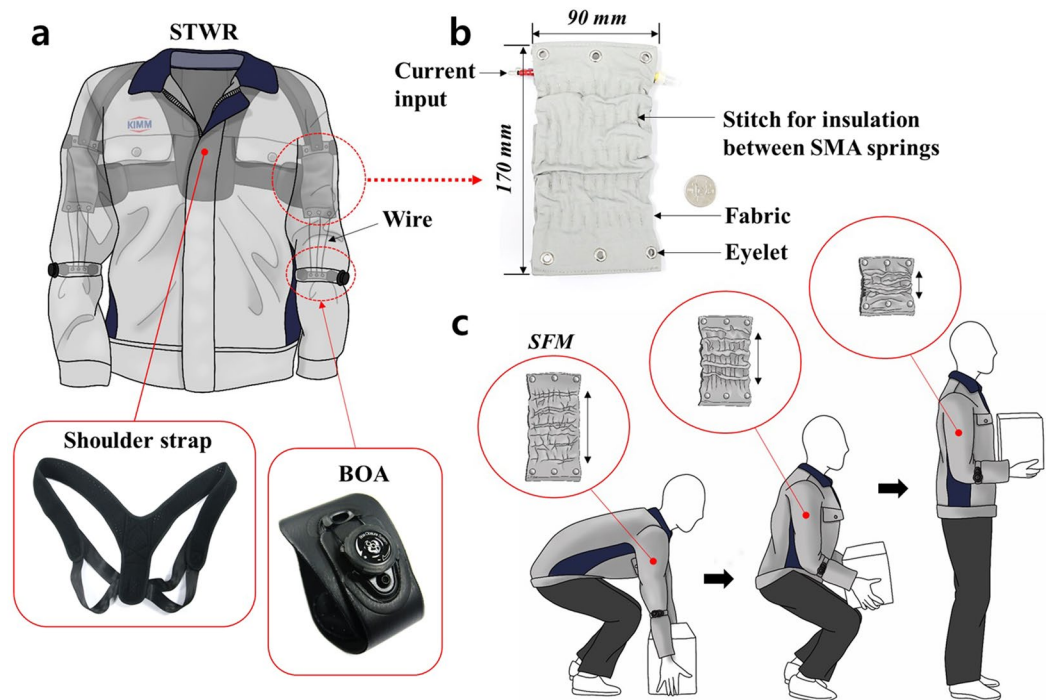 a
STWR
KIMM
Wire
Shoulder strap
BOA
b
90 mm
170 mm
Current
input
Stitch for insulation
between SMA springs
Fabric
Eyelet
c
SFM